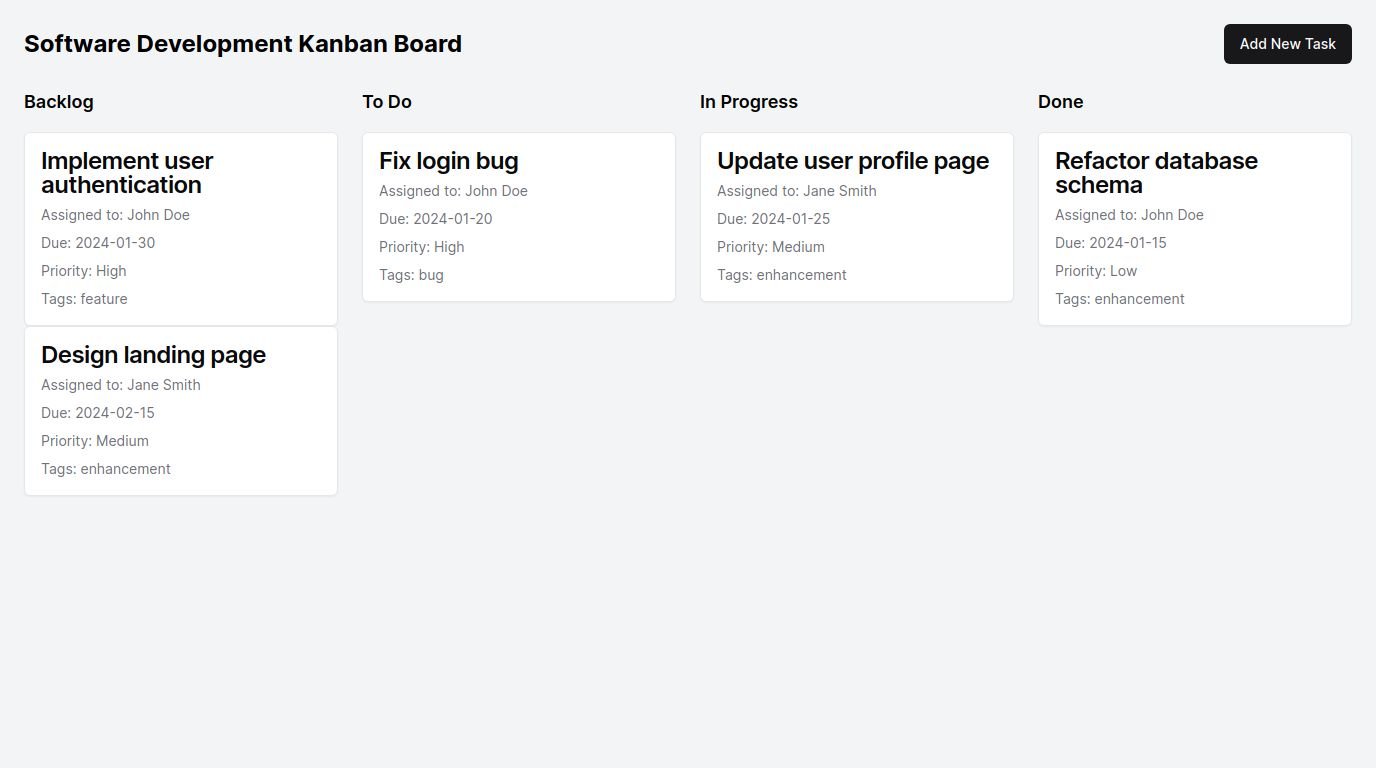 Software Development Kanban Board
Add New Task
Backlog
Implement user
authentication
Assigned to: John Doe
Due: 2024-01-30
Priority: High
Tags: feature
Design landing page
Assigned to: Jane Smith
Due: 2024-02-15
Priority: Medium
Tags: enhancement
To Do
Fix login bug
Assigned to: John Doe
Due: 2024-01-20
Priority: High
Tags: bug
In Progress
Update user profile page
Assigned to: Jane Smith
Due: 2024-01-25
Priority: Medium
Tags: enhancement
Done
Refactor database
schema
Assigned to: John Doe
Due: 2024-01-15
Priority: Low
Tags: enhancement